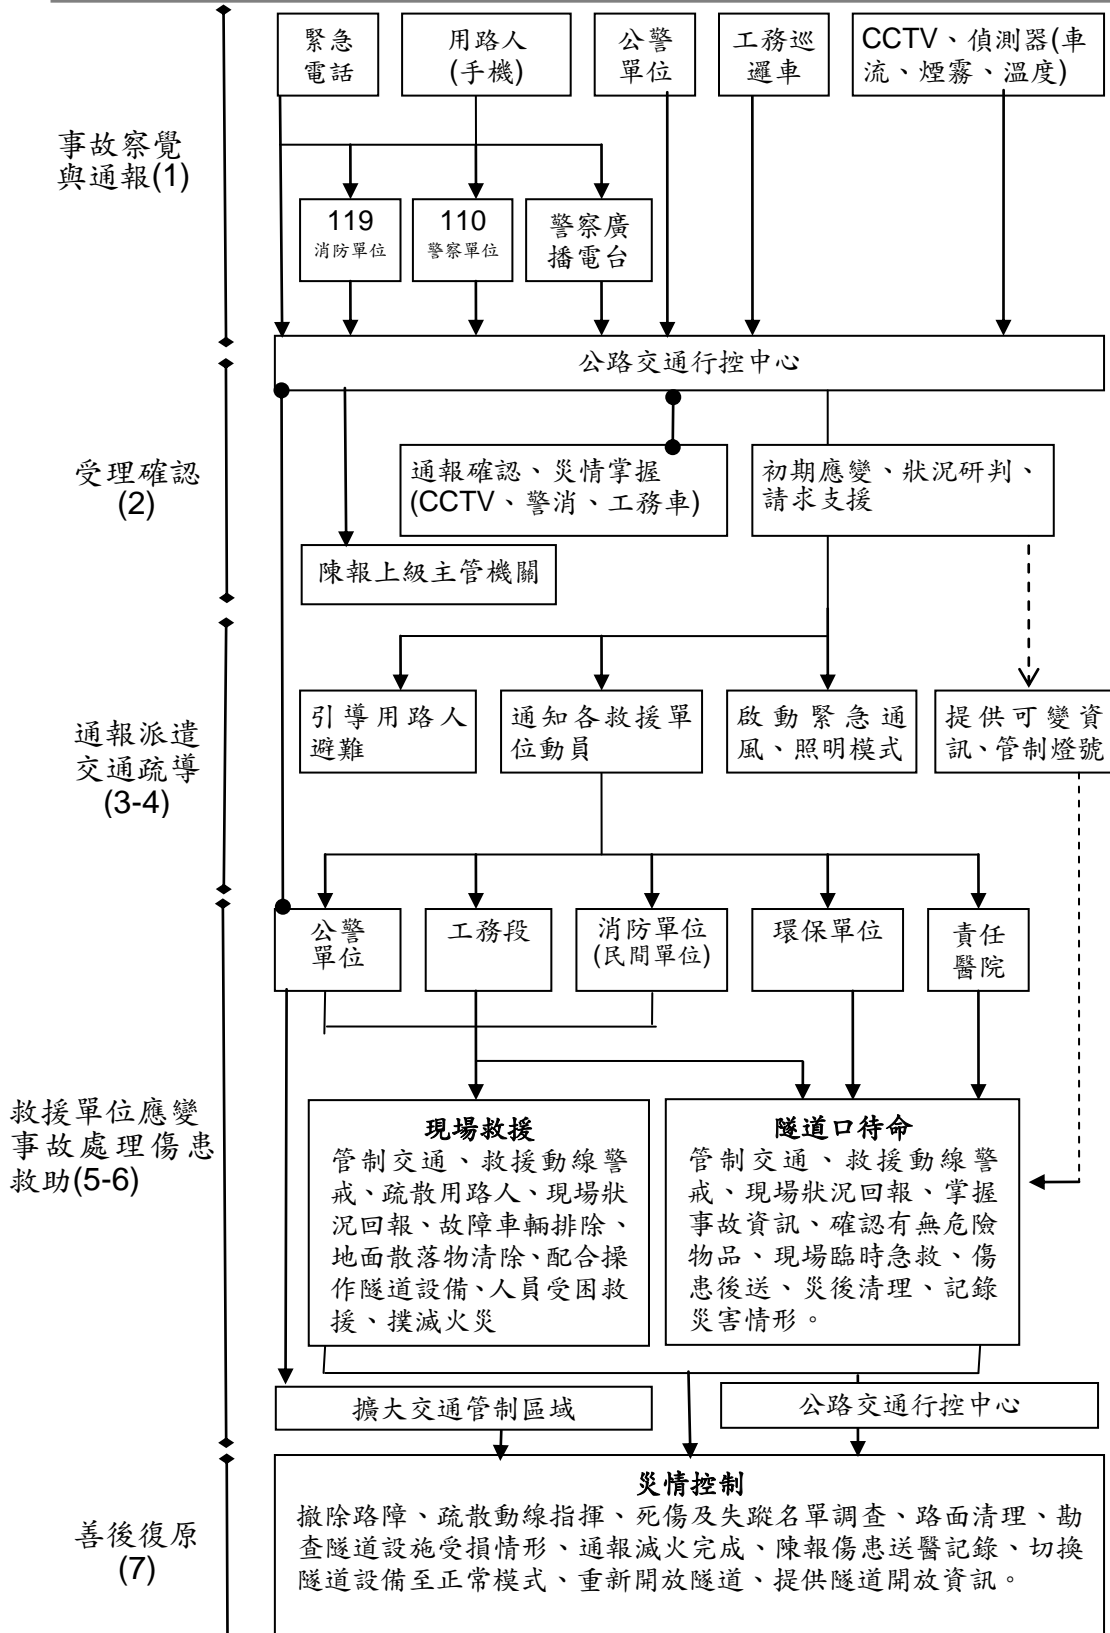 緊急
電話
用路人
(手機)
公警
單位
工務巡
邏車
CCTV、偵測器(車
流、煙霧、溫度)
事故察覺
與通報(1)
119
消防單位
110
警察單位
警察廣
播電台
公路交通行控中心
受理確認
(2)
通報確認、災情掌握
(CCTV、警消、工務車)
初期應變、狀況研判、
請求支援
陳報上級主管機關
通報派遣
交通疏導
(3-4)
引導用路人
避難
通知各救援單
位動員
啟動緊急通
風、照明模式
提供可變資
訊、管制燈號
公警
單位
工務段
消防單位
(民間單位)
環保單位
責任
醫院
救援單位應變
事故處理傷患
救助(5-6)
現場救援
管制交通、救援動線警
戒、疏散用路人、現場狀
況回報、故障車輛排除、
地面散落物清除、配合操
作隧道設備、人員受困救
援、撲滅火災
隧道口待命
管制交通、救援動線警
戒、現場狀況回報、掌握
事故資訊、確認有無危險
物品、現場臨時急救、傷
患後送、災後清理、記錄
災害情形。
擴大交通管制區域
公路交通行控中心
善後復原
(7)
災情控制
撤除路障、疏散動線指揮、死傷及失蹤名單調查、路面清理、勘
查隧道設施受損情形、通報滅火完成、陳報傷患送醫記錄、切換
隧道設備至正常模式、重新開放隧道、提供隧道開放資訊。